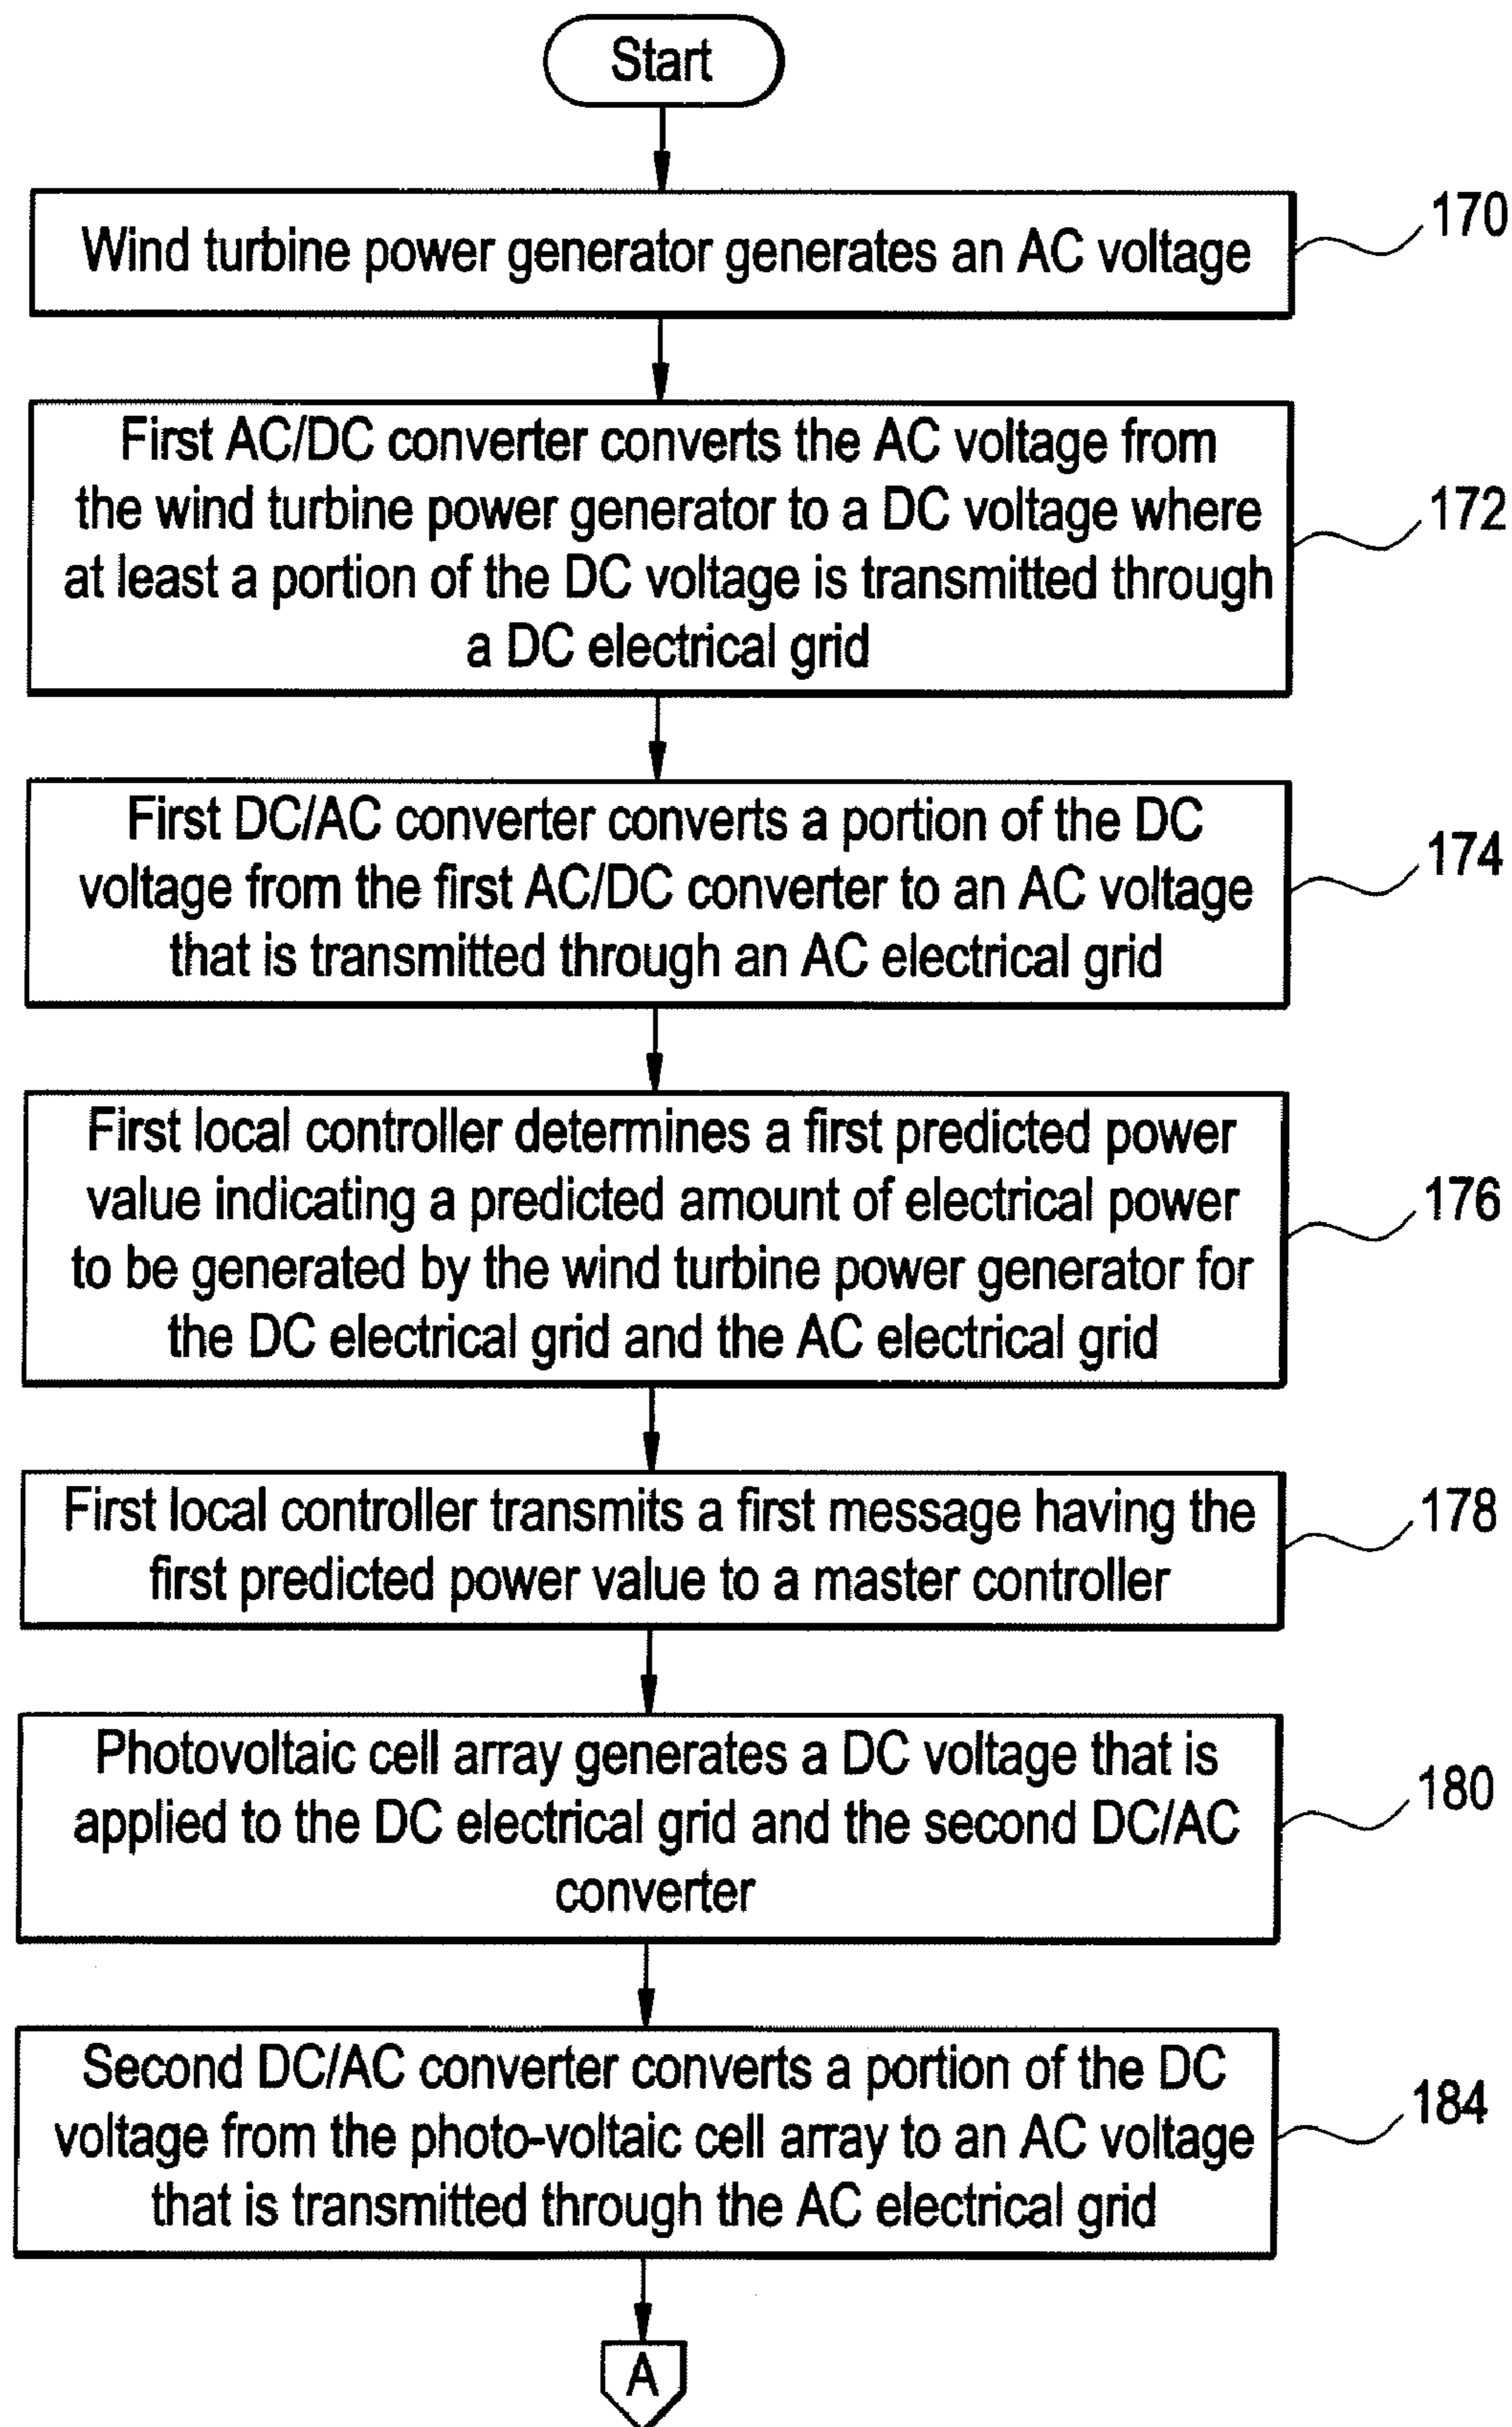 Start
Wind turbine power generator generates an AC voltage
170
First AC/DC converter converts the AC voltage from
the wind turbine power generator to a DC voltage where
at least a portion of the DC voltage is transmitted through
a DC electrical grid
172
First DC/AC converter converts a portion of the DC
voltage from the first AC/DC converter to an AC voltage
that is transmitted through an AC electrical grid
174
First local controller determines a first predicted power
value indicating a predicted amount of electrical power
to be generated by the wind turbine power generator for
the DC electrical grid and the AC electrical grid
176
First local controller transmits a first message having the
first predicted power value to a master controller
178
Photovoltaic cell array generates a DC voltage that is
applied to the DC electrical grid and the second DC/AC
converter
180
Second DC/AC converter converts a portion of the DC
voltage from the photo-voltaic cell array to an AC voltage
that is transmitted through the AC electrical grid
184
A